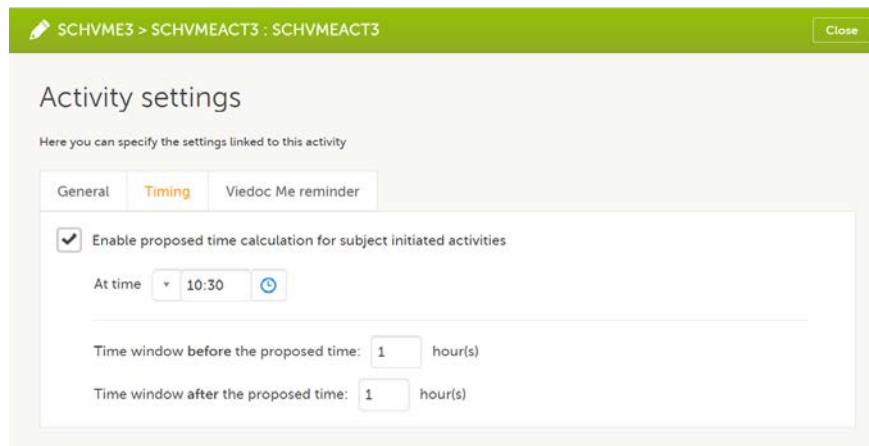 SCHVME3 > SCHVMEACT3 : SCHVMEACT3
Close
Activity settings
Here you can specify the settings linked to this activity
General Timing Viedoc Me reminder
Enable proposed time calculation for subject initiated activities
At time 10:30
Time window before the proposed time: 1 hour(s)
Time window after the proposed time: 1 hour(s)